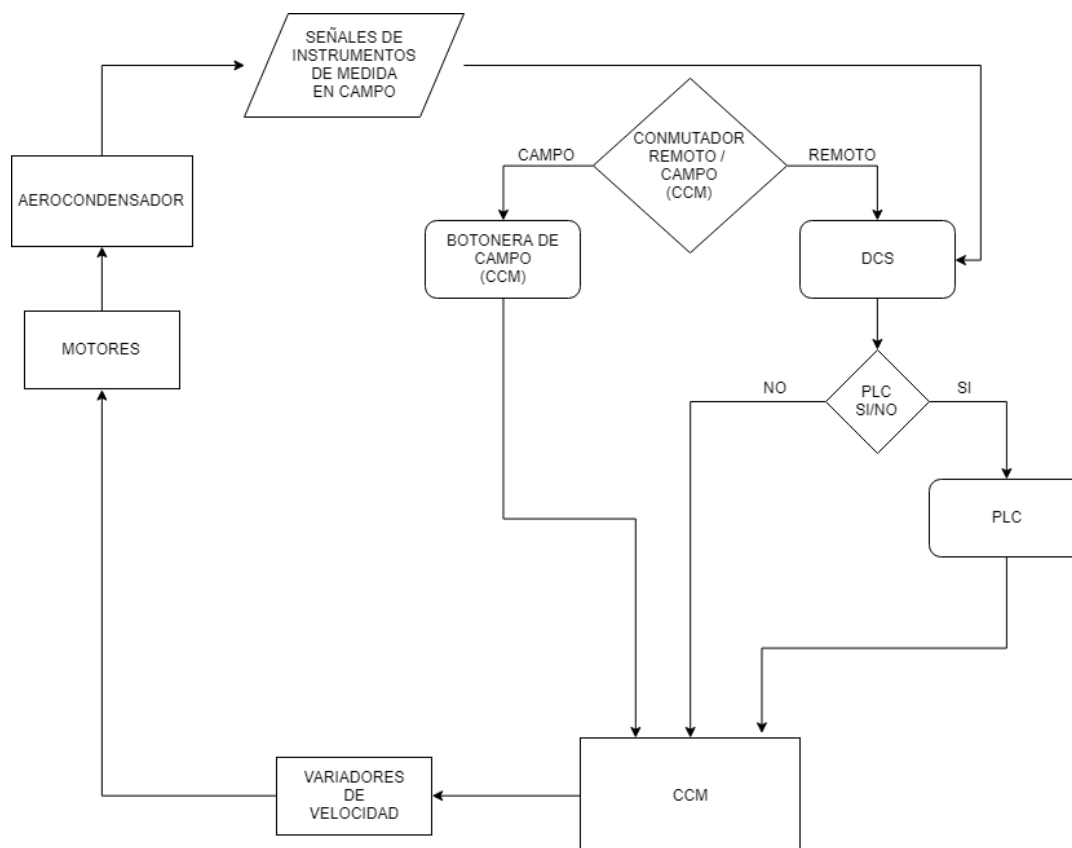 SEÑALES DE
INSTRUMENTOS
DE MEDIDA
EN CAMPO
CONMUTADOR
REMOTO /
CAMPO
(CCM)
CAMPO
REMOTO
AEROCONDENSADOR
BOTONERA DE
CAMPO
(CCM)
DCS
MOTORES
NO
PLC
SI/NO
SI
PLC
VARIADORES
DE
VELOCIDAD
CCM